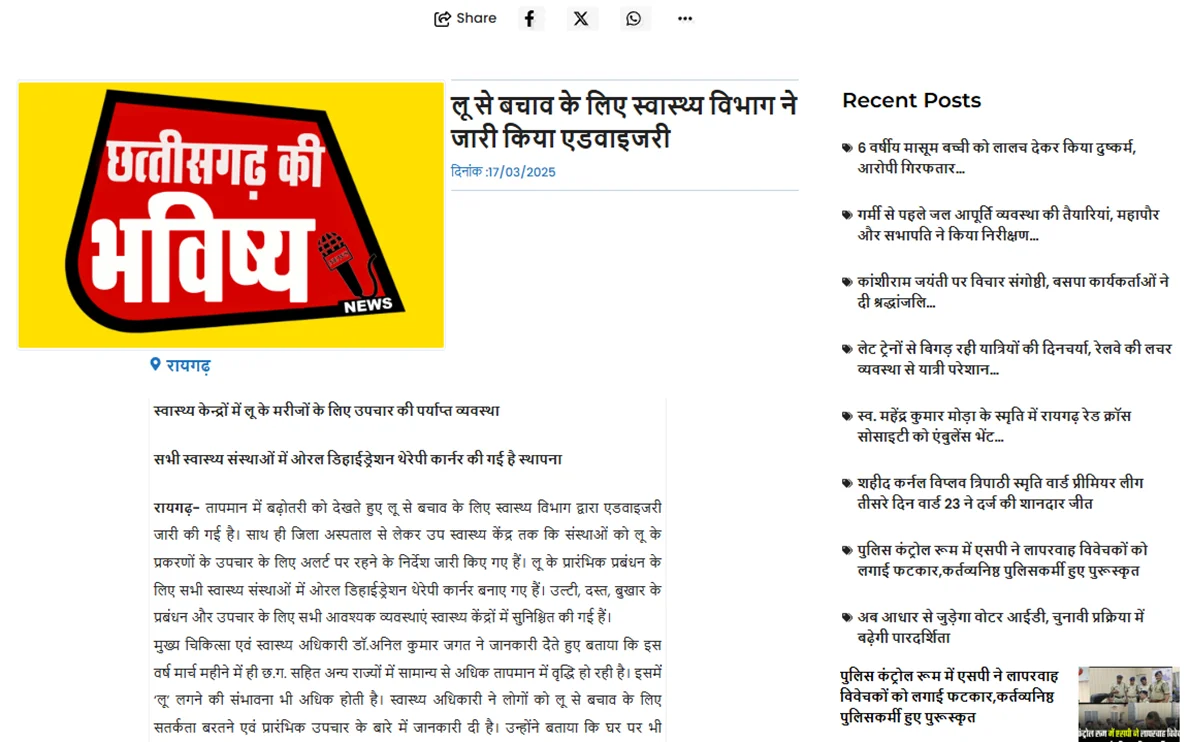 Share
छत्तीसगढ़ की
भविष्य
NEWS
लू से बचाव के लिए स्वास्थ्य विभाग ने
जारी किया एडवाइजरी
दिनांक :17/03/2025
रायगढ़
स्वास्थ्य केन्द्रों में लू के मरीजों के लिए उपचार की पर्याप्त व्यवस्था
सभी स्वास्थ्य संस्थाओं में ओरल डिहाईड्रेशन थेरेपी कार्नर की गई है स्थापना
रायगढ़- तापमान में बढ़ोतरी को देखते हुए लू से बचाव के लिए स्वास्थ्य विभाग द्वारा एडवाइजरी
जारी की गई है। साथ ही जिला अस्पताल से लेकर उप स्वास्थ्य केंद्र तक कि संस्थाओं को लू के
प्रकरणों के उपचार के लिए अलर्ट पर रहने के निर्देश जारी किए गए हैं। लू के प्रारंभिक प्रबंधन के
लिए सभी स्वास्थ्य संस्थाओं में ओरल डिहाईड्रेशन थेरेपी कार्नर बनाए गए हैं। उल्टी, दस्त, बुखार के
प्रबंधन और उपचार के लिए सभी आवश्यक व्यवस्थाएं स्वास्थ्य केंद्रों में सुनिश्चित की गई हैं।
मुख्य चिकित्सा एवं स्वास्थ्य अधिकारी डॉ.अनिल कुमार जगत ने जानकारी देते हुए बताया कि इस
वर्ष मार्च महीने में ही छ.ग. सहित अन्य राज्यों में सामान्य से अधिक तापमान में वृद्धि हो रही है। इसमें
'लू' लगने की संभावना भी अधिक होती है। स्वास्थ्य अधिकारी ने लोगों को लू से बचाव के लिए
सतर्कता बरतने एवं प्रारंभिक उपचार के बारे में जानकारी दी है। उन्होंने बताया कि घर पर भी
Recent Posts
6 वर्षीय मासूम बच्ची को लालच देकर किया दुष्कर्म,
आरोपी गिरफतार...
गर्मी से पहले जल आपूर्ति व्यवस्था की तैयारियां, महापौर
और सभापति ने किया निरीक्षण...
कांशीराम जयंती पर विचार संगोष्ठी, बसपा कार्यकर्ताओं ने
दी श्रद्धांजलि...
लेट ट्रेनों से बिगड़ रही यात्रियों की दिनचर्या, रेलवे की लचर
व्यवस्था से यात्री परेशान...
स्व. महेंद्र कुमार मोड़ा के स्मृति में रायगढ़ रेड क्रॉस
सोसाइटी को एंबुलेंस भेंट...
शहीद कर्नल विप्लव त्रिपाठी स्मृति वार्ड प्रीमियर लीग
तीसरे दिन वार्ड 23 ने दर्ज की शानदार जीत
पुलिस कंट्रोल रूम में एसपी ने लापरवाह विवेचकों को
लगाई फटकार,कर्तव्यनिष्ठ पुलिसकर्मी हुए पुरूस्कृत
अब आधार से जुड़ेगा वोटर आईडी, चुनावी प्रक्रिया में
बढ़ेगी पारदर्शिता
पुलिस कंट्रोल रूम में एसपी ने लापरवाह
विवेचकों को लगाई फटकार,कर्तव्यनिष्ठ
पुलिसकर्मी हुए पुरूस्कृत